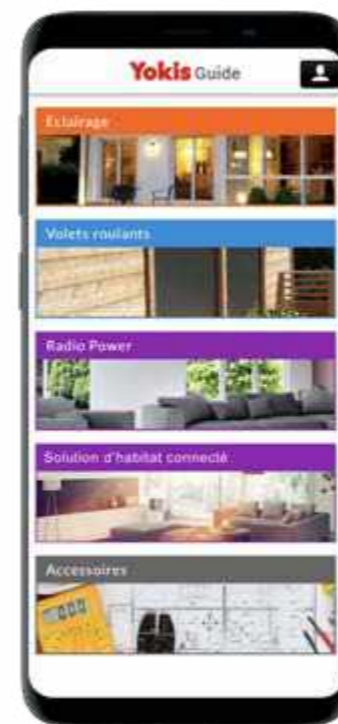 Yokis Guide
Eclairage
Volets roulants
Radio Power
Solution d'habitat connecté
Accessoires